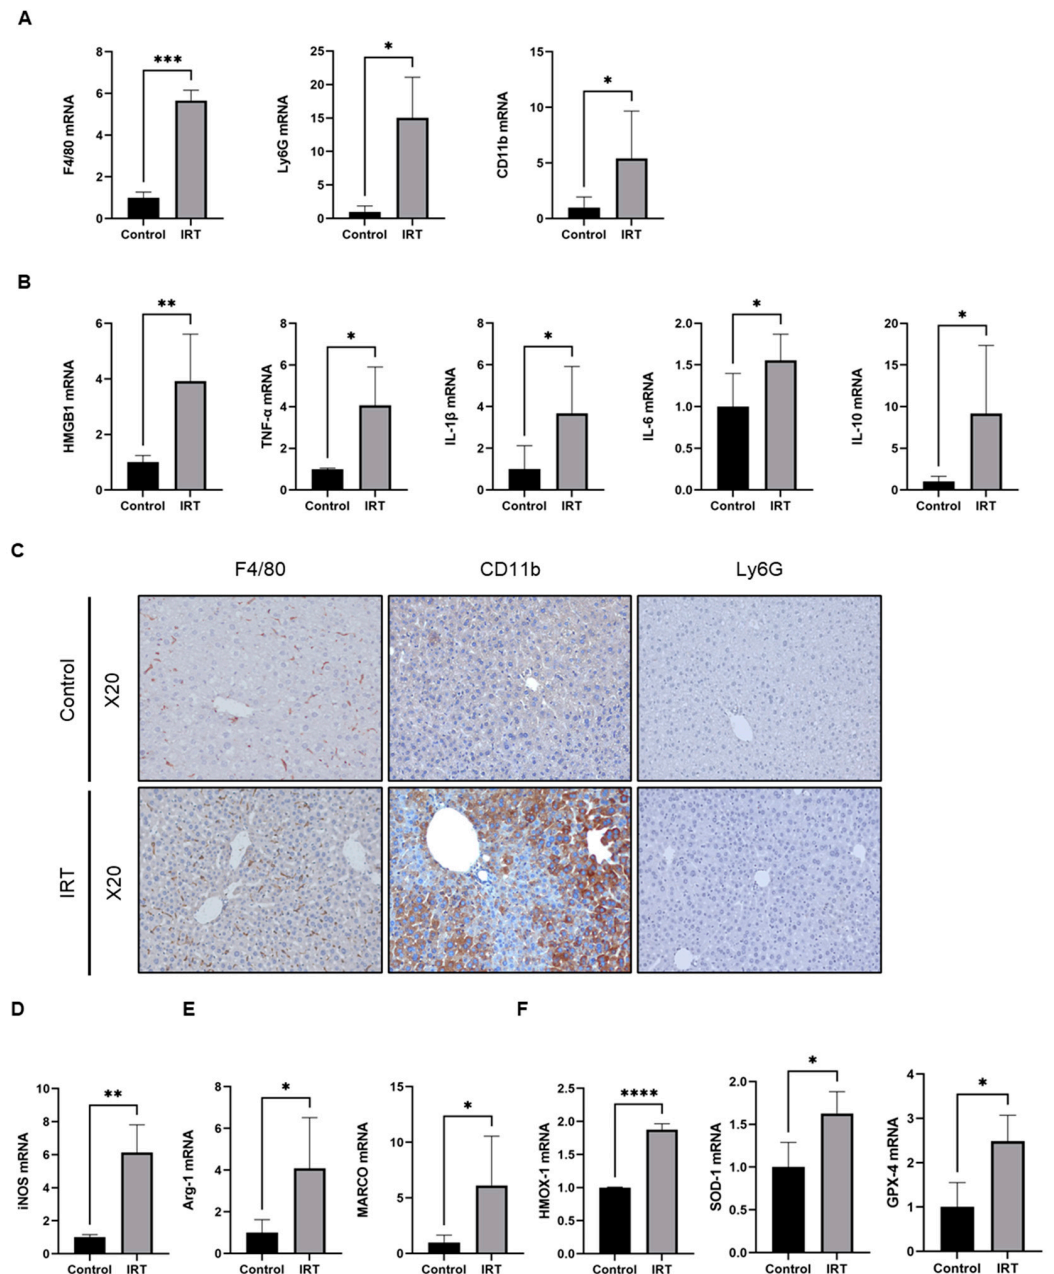 A
F4/80 mRNA
8
6
4
2
0
***
Control IRT
Ly6G mRNA
25
20
15
10
5
0
*
Control IRT
CD11b mRNA
15
10
5
0
*
Control IRT
B
HMGB1 mRNA
6
4
2
0
**
Control IRT
TNF-α mRNA
8
6
4
2
0
*
Control IRT
IL-1β mRNA
8
6
4
2
0
*
Control IRT
IL-6 mRNA
2.0
1.5
1.0
0.5
0.0
*
Control IRT
IL-10 mRNA
20
15
10
5
0
*
Control IRT
C
F4/80 CD11b Ly6G
Control
X20
IRT
X20
D
iNOS mRNA
10
8
6
4
2
0
**
Control IRT
E
Arg-1 mRNA
8
6
4
2
0
*
Control IRT
MARCO mRNA
15
10
5
0
*
Control IRT
F
HMOX-1 mRNA
2.5
2.0
1.5
1.0
0.5
0.0
****
Control IRT
SOD-1 mRNA
2.0
1.5
1.0
0.5
0.0
*
Control IRT
GPX-4 mRNA
4
3
2
1
0
*
Control IRT